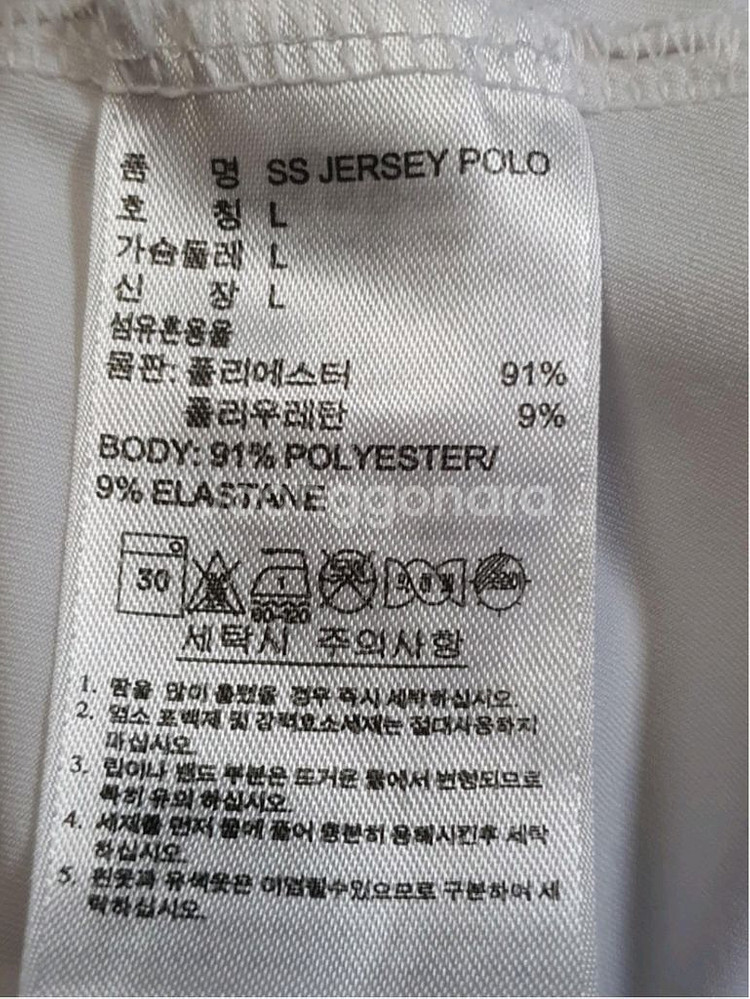 품 명 SS JERSEY POLO
호 칭 L
가슴둘레 L
신 장 L
섬유혼용율
몸판: 폴리에스터 91%
폴리우레탄 9%
BODY: 91% POLYESTER/
9% ELASTANE
ggonara
30
1
80-120
세탁시 주의사항
1. 땀을 많이 흘렸을 경우 즉시 세탁하십시오.
2. 염소 표백제 및 강력효소세제는 절대사용하지
마십시오.
3. 립이나 밴드 부분은 뜨거운 물에서 변형되므로
특히 유의 하십시오.
4. 세제를 먼저 물에 풀어 충분히 용해시킨후 세탁
하십시오.
5. 흰옷과 유색옷은 이염될수있으므로 구분하여 세
탁하십시오.